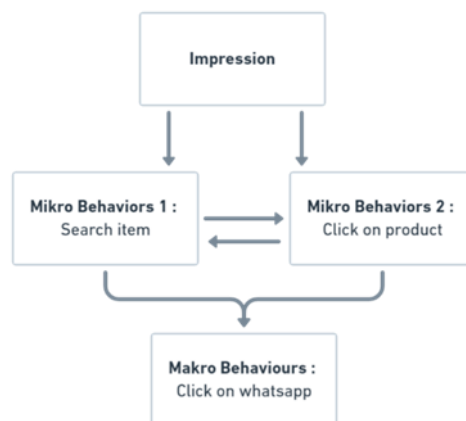 Impression
Mikro Behaviors 1 :
Search item
Mikro Behaviors 2 :
Click on product
Makro Behaviours :
Click on whatsapp